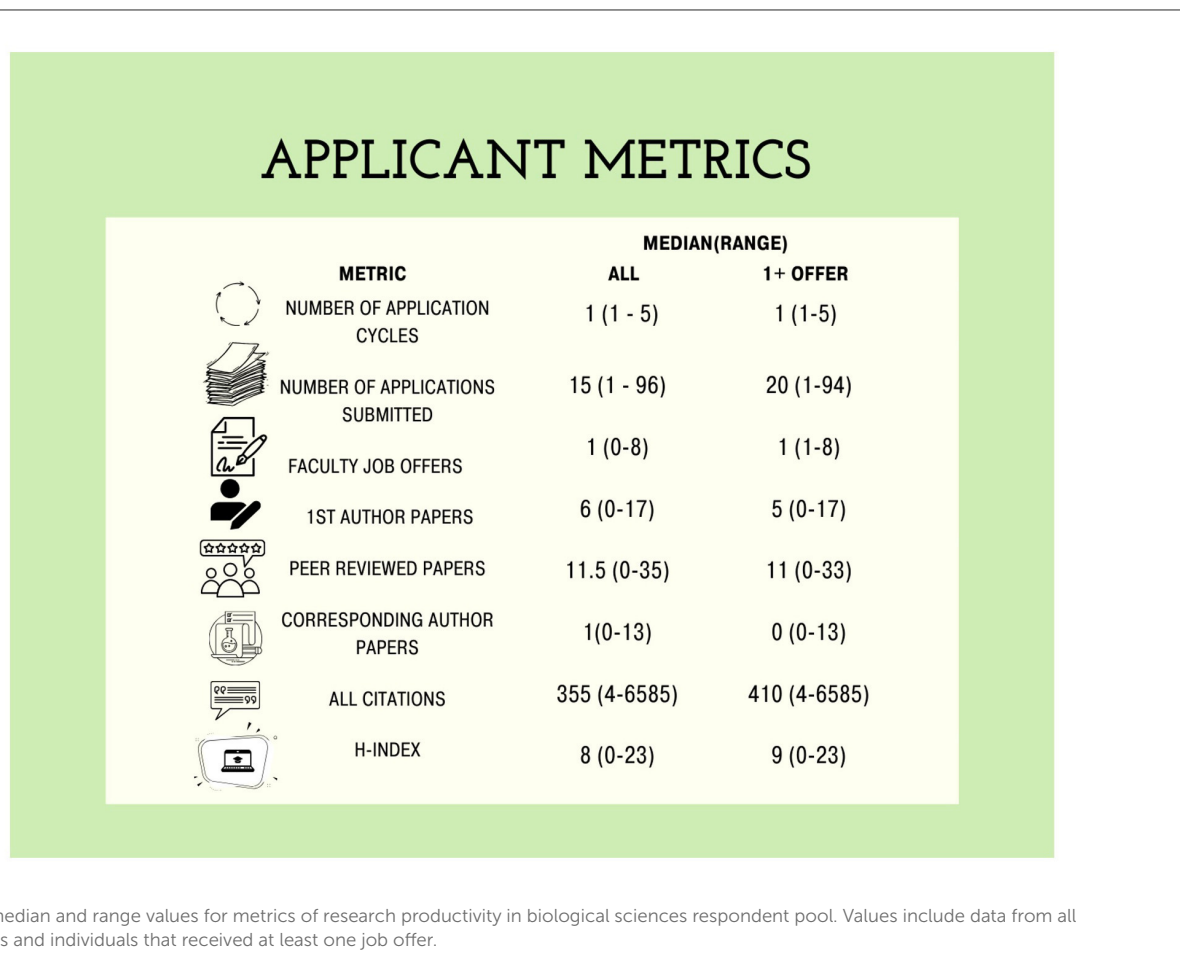 APPLICANT METRICS
MEDIAN(RANGE)
METRIC ALL 1+ OFFER
NUMBER OF APPLICATION CYCLES 1 (1 - 5) 1 (1-5)
NUMBER OF APPLICATIONS SUBMITTED 15 (1 - 96) 20 (1-94)
FACULTY JOB OFFERS 1 (0-8) 1 (1-8)
1ST AUTHOR PAPERS 6 (0-17) 5 (0-17)
PEER REVIEWED PAPERS 11.5 (0-35) 11 (0-33)
CORRESPONDING AUTHOR PAPERS 1(0-13) 0 (0-13)
ALL CITATIONS 355 (4-6585) 410 (4-6585)
H-INDEX 8 (0-23) 9 (0-23)
and range values for metrics of research productivity in biological sciences respondent pool. Values include data from all
and individuals that received at least one job offer.